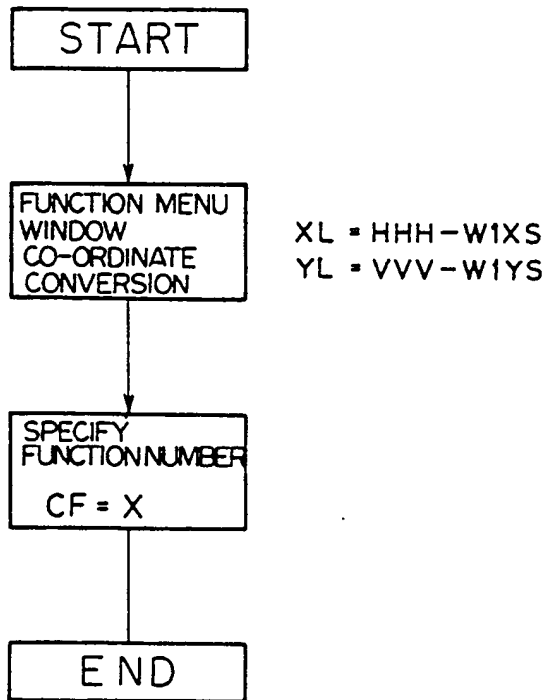 START
FUNCTION MENU
WINDOW
CO-ORDINATE
CONVERSION
XL = HHH-W1XS
YL = VVV-W1YS
SPECIFY
FUNCTION NUMBER
CF = X
END